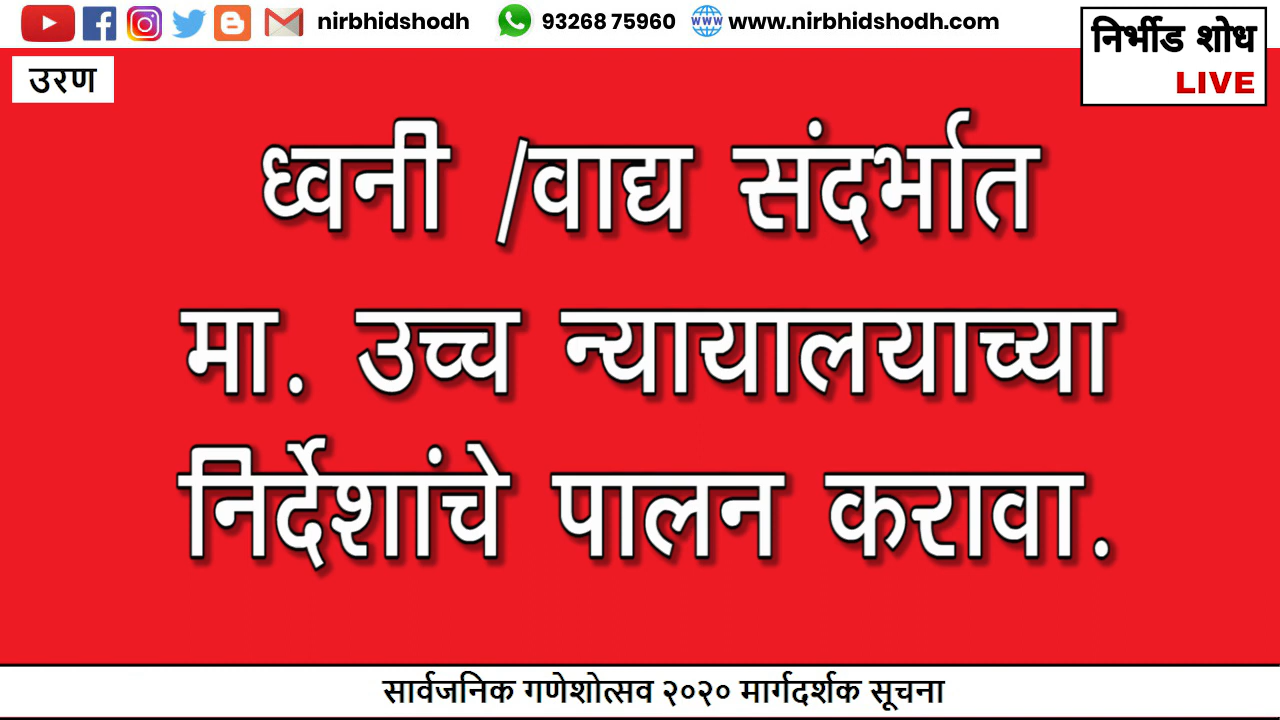 nirbhidshodh 93268 75960 www.nirbhidshodh.com
निर्भीड शोध
LIVE
उरण
ध्वनी /वाद्य संदर्भात
मा. उच्च न्यायालयाच्या
निर्देशांचे पालन करावा.
सार्वजनिक गणेशोत्सव २०२० मार्गदर्शक सूचना